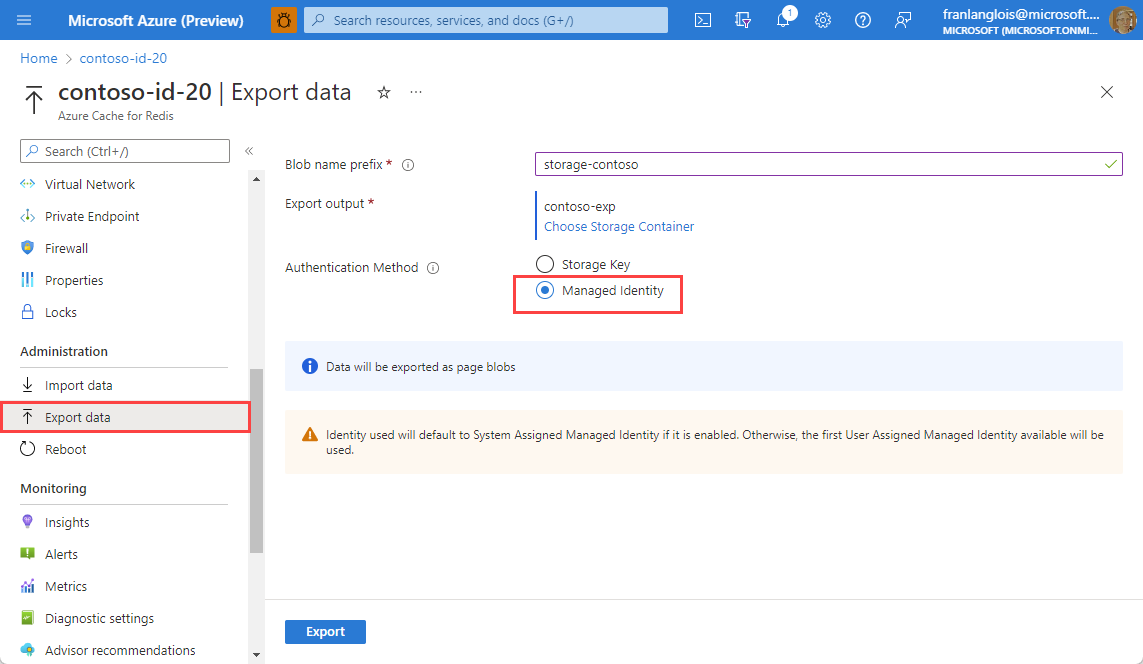 Microsoft Azure (Preview)
Search resources, services, and docs (G+/)
1
franlanglois@microsoft....
MICROSOFT (MICROSOFT.ONMI...
Home > contoso-id-20
contoso-id-20 | Export data
...
Azure Cache for Redis
Search (Ctrl+/)
«
Virtual Network
Private Endpoint
Firewall
Properties
Locks
Administration
Import data
Export data
Reboot
Monitoring
Insights
Alerts
Metrics
Diagnostic settings
Advisor recommendations
Blob name prefix *
storage-contoso
Export output *
contoso-exp
Choose Storage Container
Authentication Method
Storage Key
Managed Identity
Data will be exported as page blobs
Identity used will default to System Assigned Managed Identity if it is enabled. Otherwise, the first User Assigned Managed Identity available will be
used.
Export